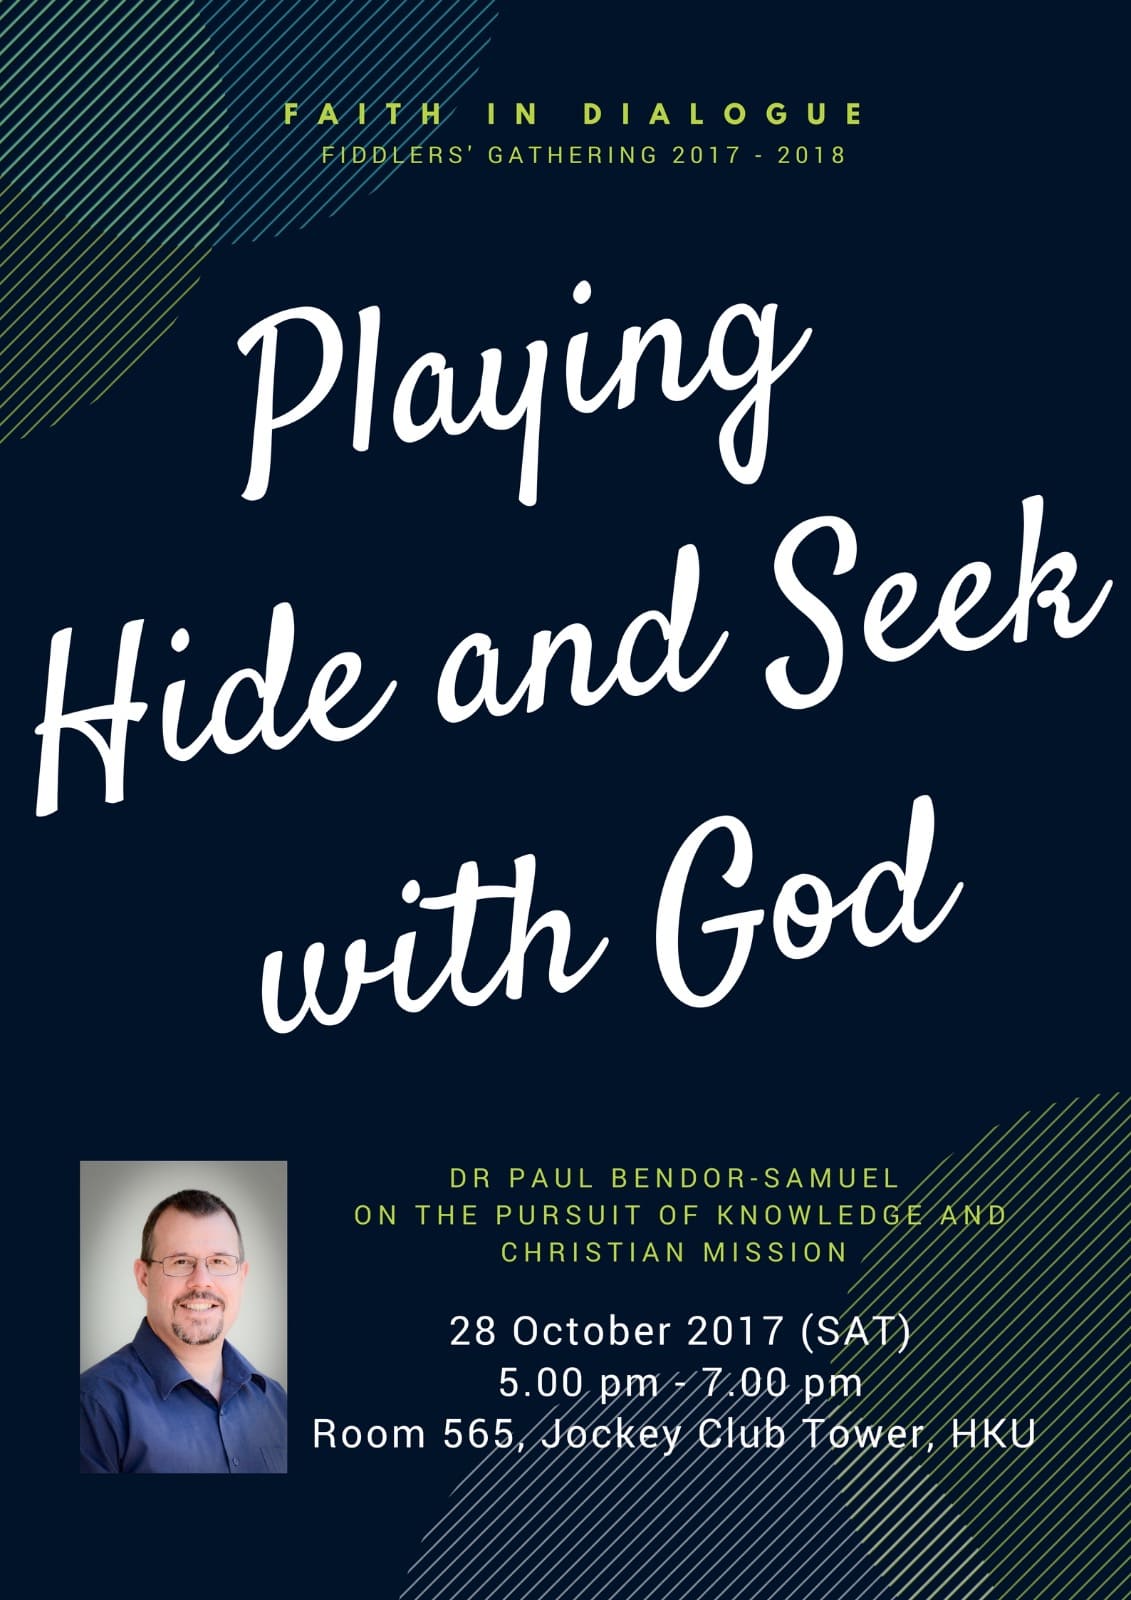 FAITH IN DIALOGUE
FIDDLERS' GATHERING 2017 - 2018
Playing
Hide and Seek
with God
DR PAUL BENDOR-SAMUEL
ON THE PURSUIT OF KNOWLEDGE AND
CHRISTIAN MISSION
28 October 2017 (SAT)
5.00 pm - 7.00 pm
Room 565, Jockey Club Tower, HKU